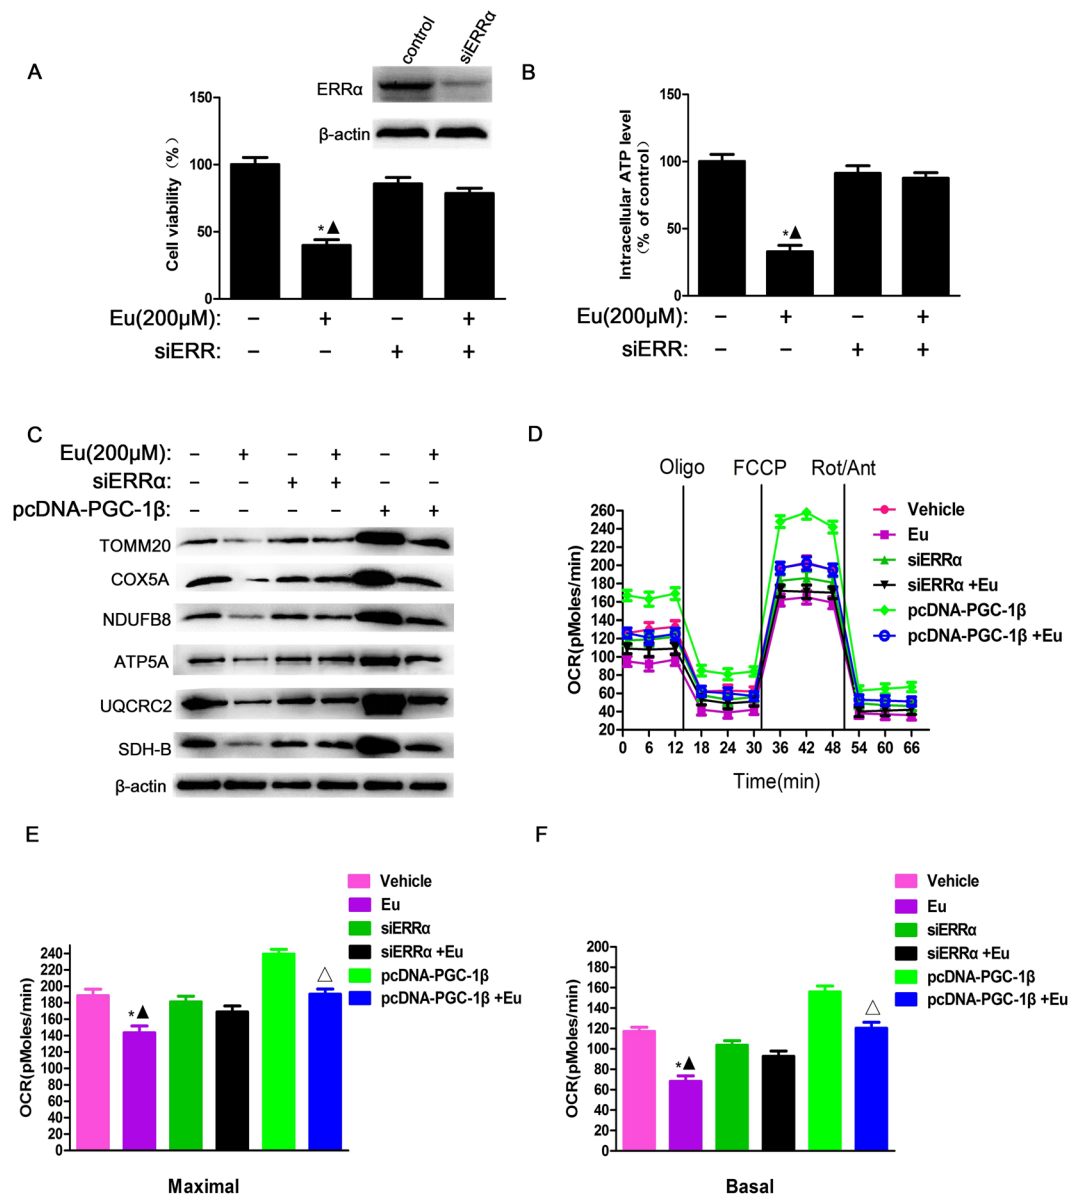 A
control
siERRα
ERRα
β-actin
150
100
50
0
Cell viability (%)
*▲
Eu(200μM): − + − +
siERR: − − + +
B
150
100
50
0
Intracellular ATP level
(% of control)
*▲
Eu(200μM): − + − +
siERR: − − + +
C
Eu(200μM): − + − + − +
siERRα: − − + + − −
pcDNA-PGC-1β: − − − − + +
TOMM20
COX5A
NDUFB8
ATP5A
UQCRC2
SDH-B
β-actin
D
Oligo FCCP Rot/Ant
260
240
220
200
180
160
140
120
100
80
60
40
20
OCR(pMoles/min)
0 6 12 18 24 30 36 42 48 54 60 66
Time(min)
Vehicle
Eu
siERRα
siERRα +Eu
pcDNA-PGC-1β
pcDNA-PGC-1β +Eu
E
Vehicle
Eu
siERRα
siERRα +Eu
pcDNA-PGC-1β
pcDNA-PGC-1β +Eu
240
220
200
180
160
140
120
100
80
60
40
20
0
OCR(pMoles/min)
*▲
△
Maximal
F
Vehicle
Eu
siERRα
siERRα +Eu
pcDNA-PGC-1β
pcDNA-PGC-1β +Eu
200
180
160
140
120
100
80
60
40
20
0
OCR(pMoles/min)
*▲
△
Basal